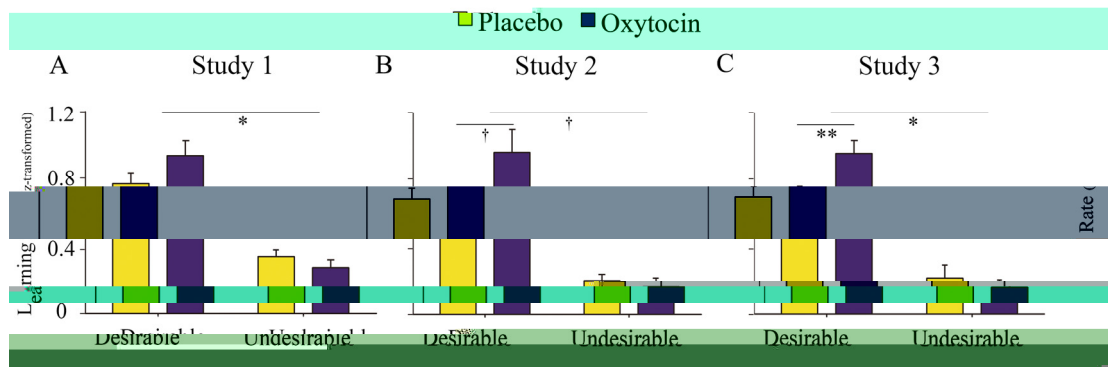 Placebo Oxytocin
A Study 1 B Study 2 C Study 3
1.2
* † † ** *
0.8
0.4
0
z-transformed)
Rate (
Desirable Undesirable Desirable Undesirable Desirable Undesirable